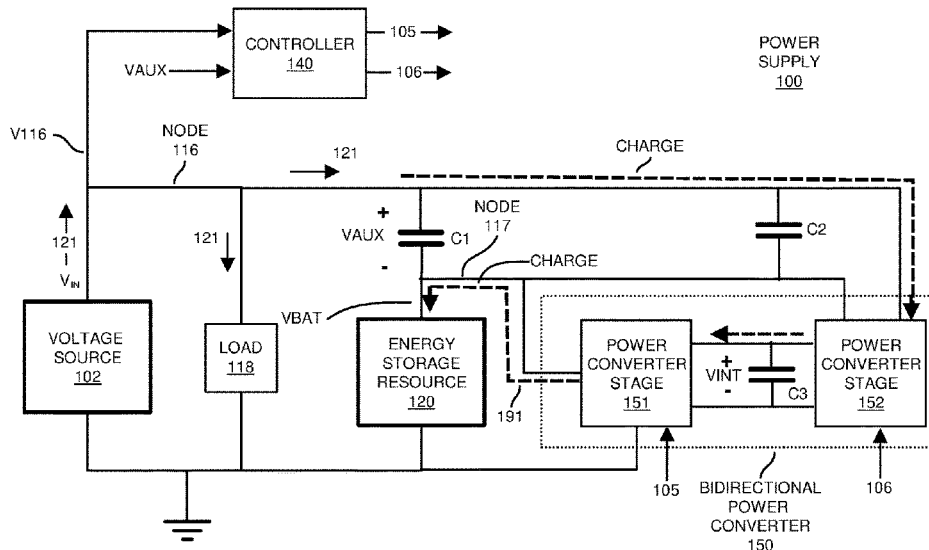 CONTROLLER
140
105
106
VAUX
POWER
SUPPLY
100
V116
NODE
116
121
CHARGE
121
VIN
121
+
VAUX
-
C1
NODE
117
CHARGE
C2
VBAT
VOLTAGE
SOURCE
102
LOAD
118
ENERGY
STORAGE
RESOURCE
120
POWER
CONVERTER
STAGE
151
+
VINT
-
C3
POWER
CONVERTER
STAGE
152
191
105
106
BIDIRECTIONAL
POWER
CONVERTER
150